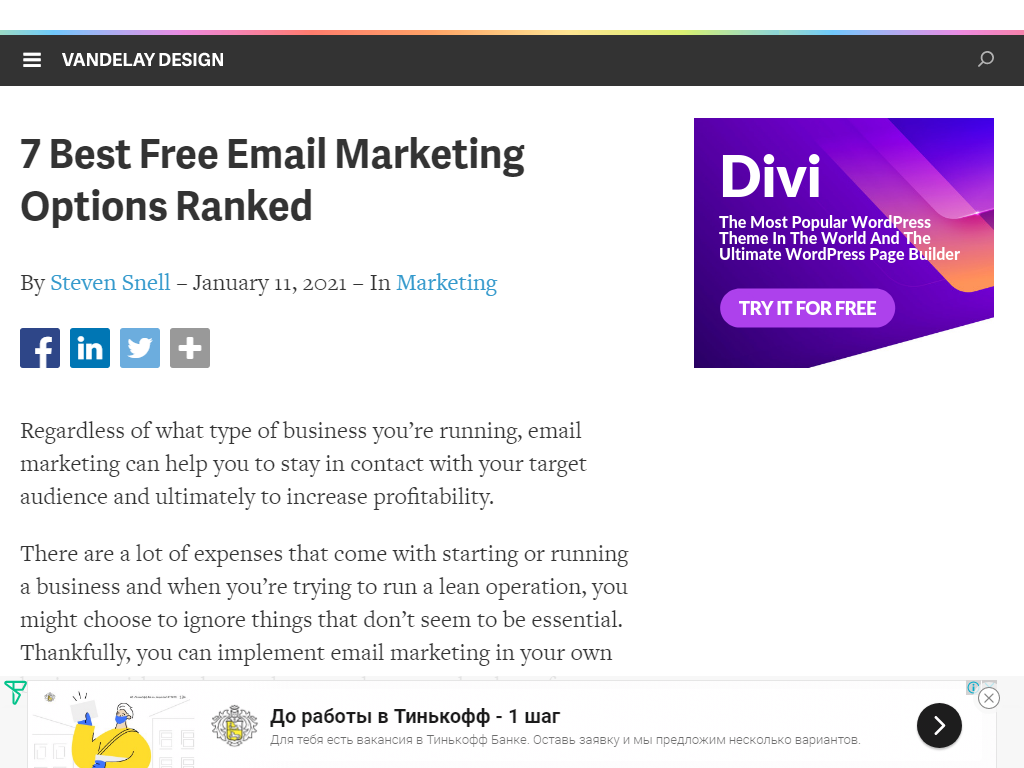 VANDELAY DESIGN
7 Best Free Email Marketing
Options Ranked
By Steven Snell – January 11, 2021 – In Marketing
Regardless of what type of business you’re running, email
marketing can help you to stay in contact with your target
audience and ultimately to increase profitability.
There are a lot of expenses that come with starting or running
a business and when you’re trying to run a lean operation, you
might choose to ignore things that don’t seem to be essential.
Thankfully, you can implement email marketing in your own
Divi
The Most Popular WordPress
Theme In The World And The
Ultimate WordPress Page Builder
TRY IT FOR FREE
До работы в Тинькофф - 1 шаг
Для тебя есть вакансия в Тинькофф Банке. Оставь заявку и мы предложим несколько вариантов.